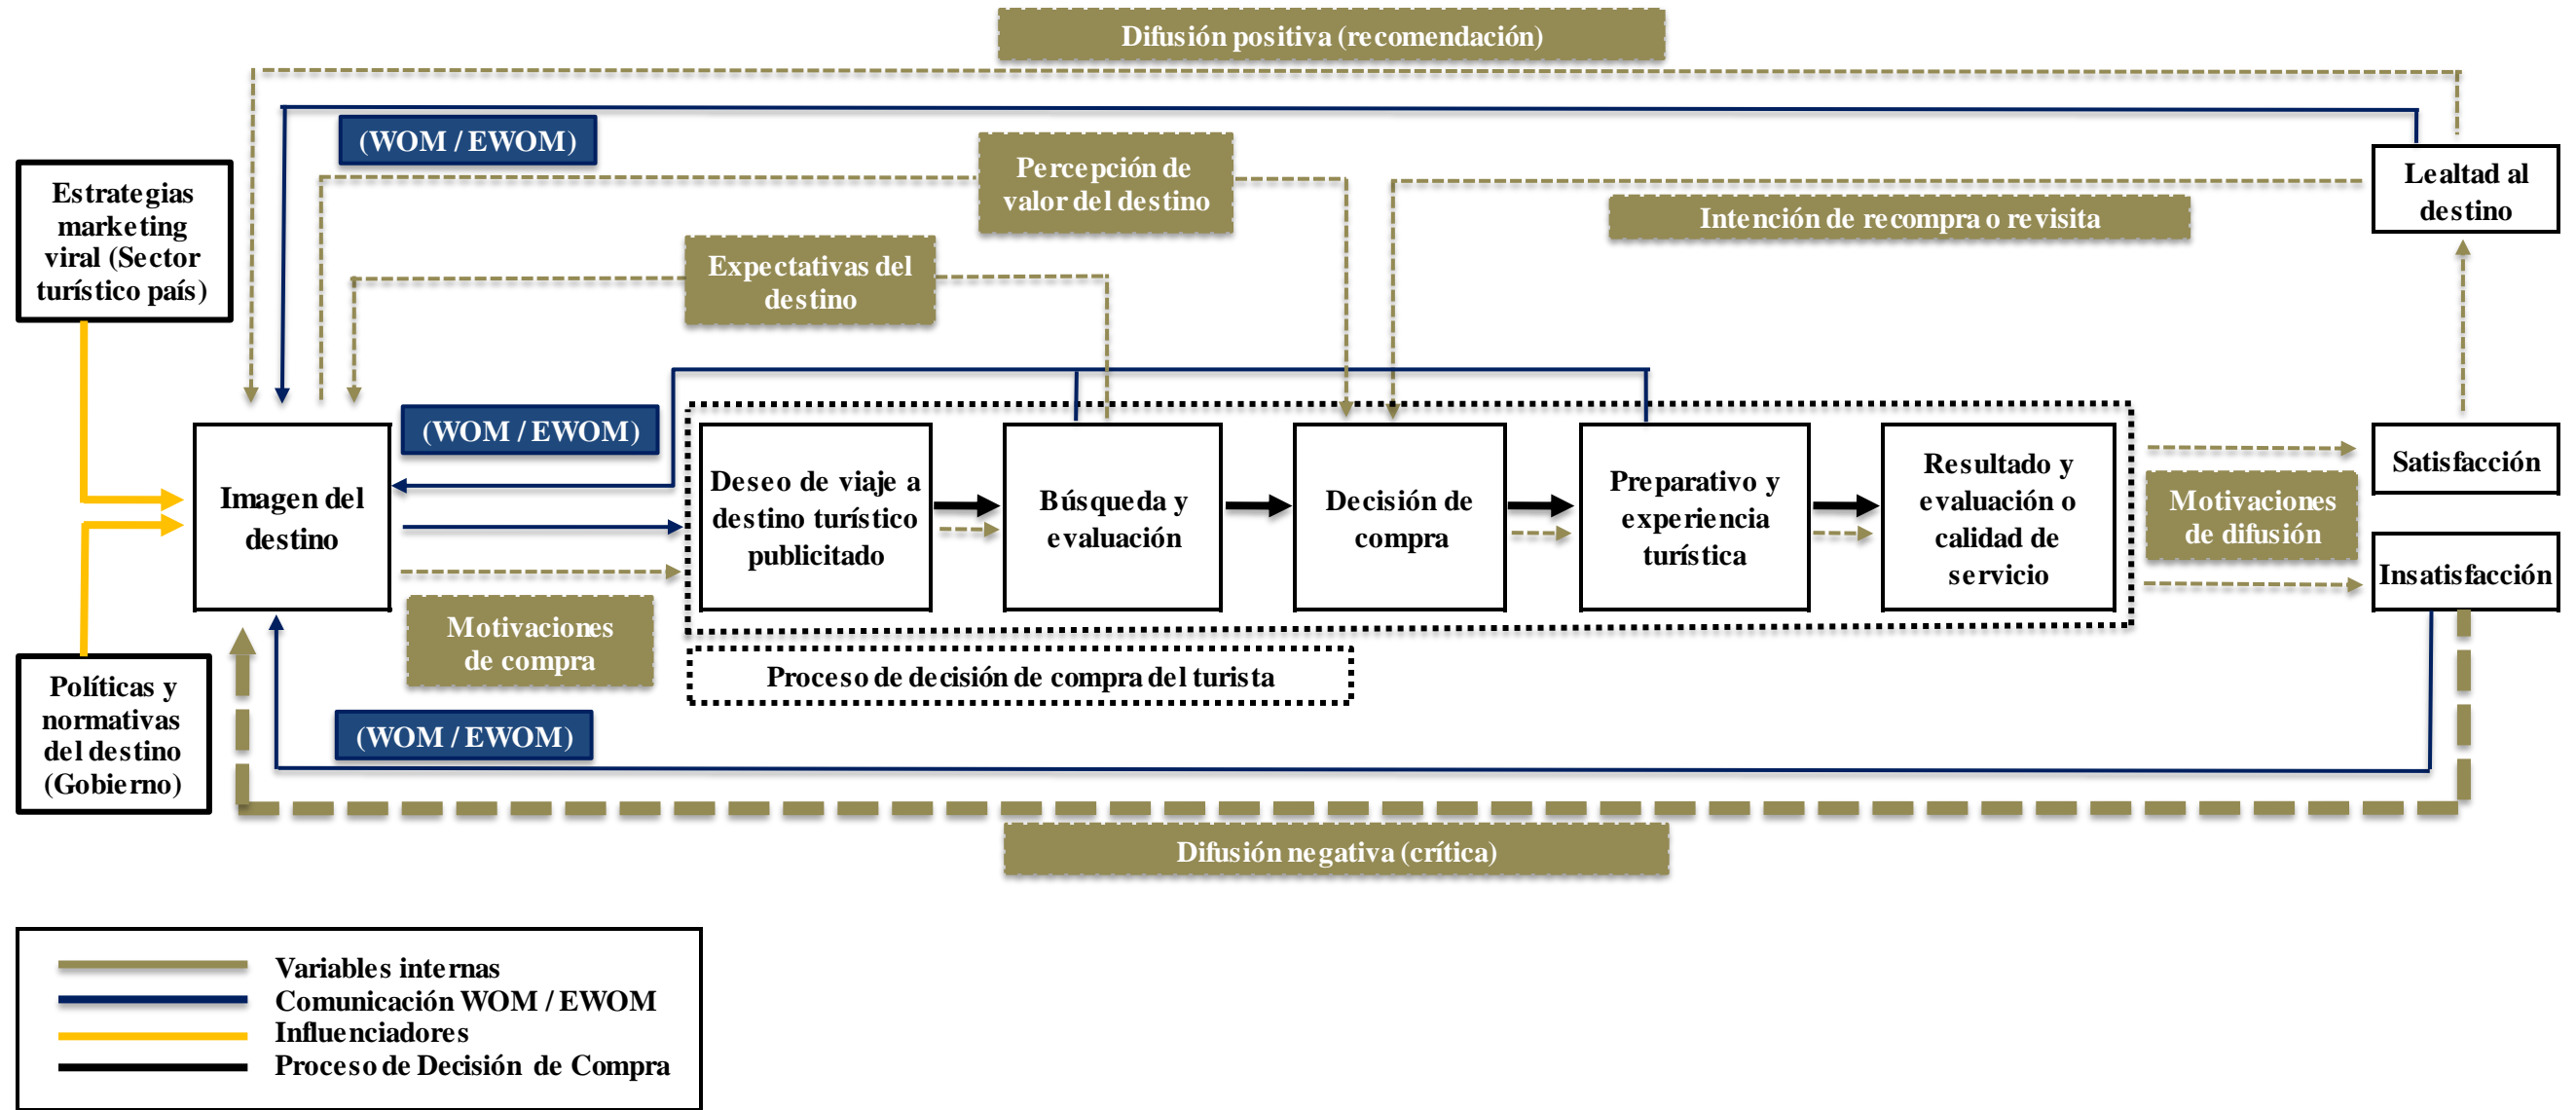 Difusión positiva (recomendación)
(WOM / EWOM)
Percepción de
valor del destino
Lealtad al
destino
Estrategias
marketing
viral (Sector
turístico país)
Intención de recompra o revisita
Expectativas del
destino
(WOM / EWOM)
Imagen del
destino
Deseo de viaje a
destino turístico
publicitado
Búsqueda y
evaluación
Decisión de
compra
Preparativo y
experiencia
turística
Resultado y
evaluación o
calidad de
servicio
Satisfacción
Motivaciones
de difusión
Insatisfacción
Motivaciones
de compra
Proceso de decisión de compra del turista
Políticas y
normativas
del destino
(Gobierno)
(WOM / EWOM)
Difusión negativa (crítica)
Variables internas
Comunicación WOM / EWOM
Influenciadores
Proceso de Decisión de Compra